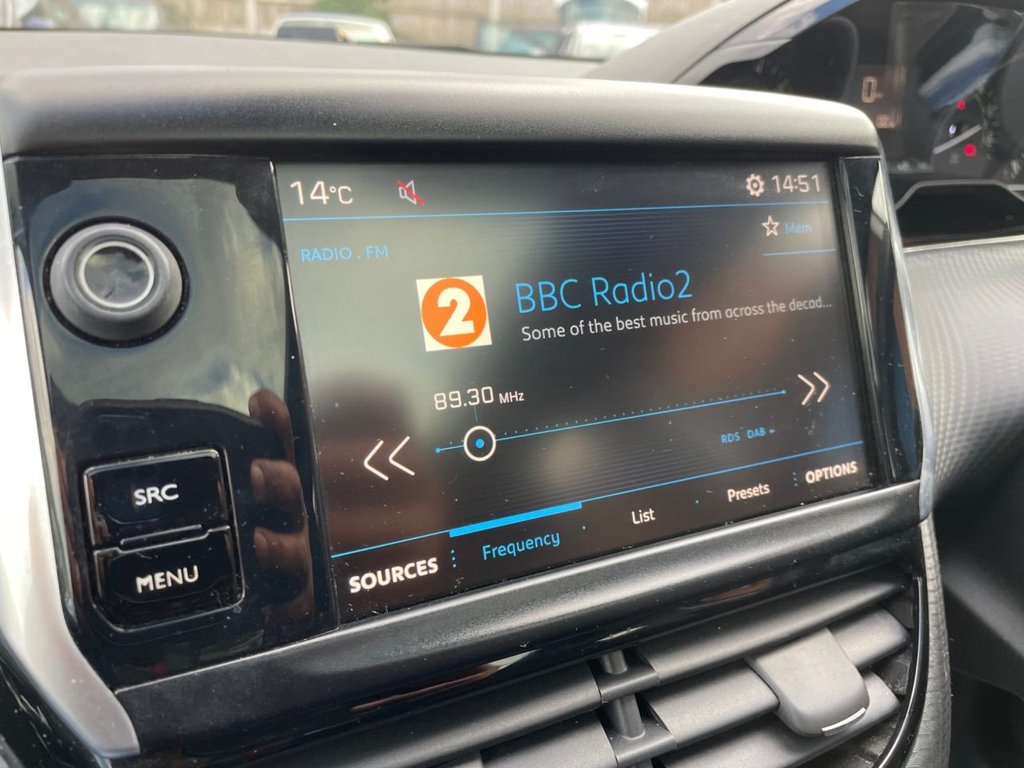 14°C
14:51
RADIO . FM
Mem
2
BBC Radio2
Some of the best music from across the decad...
89.30 MHz
RDS DAB
SRC
MENU
SOURCES
Frequency
List
Presets
OPTIONS
0